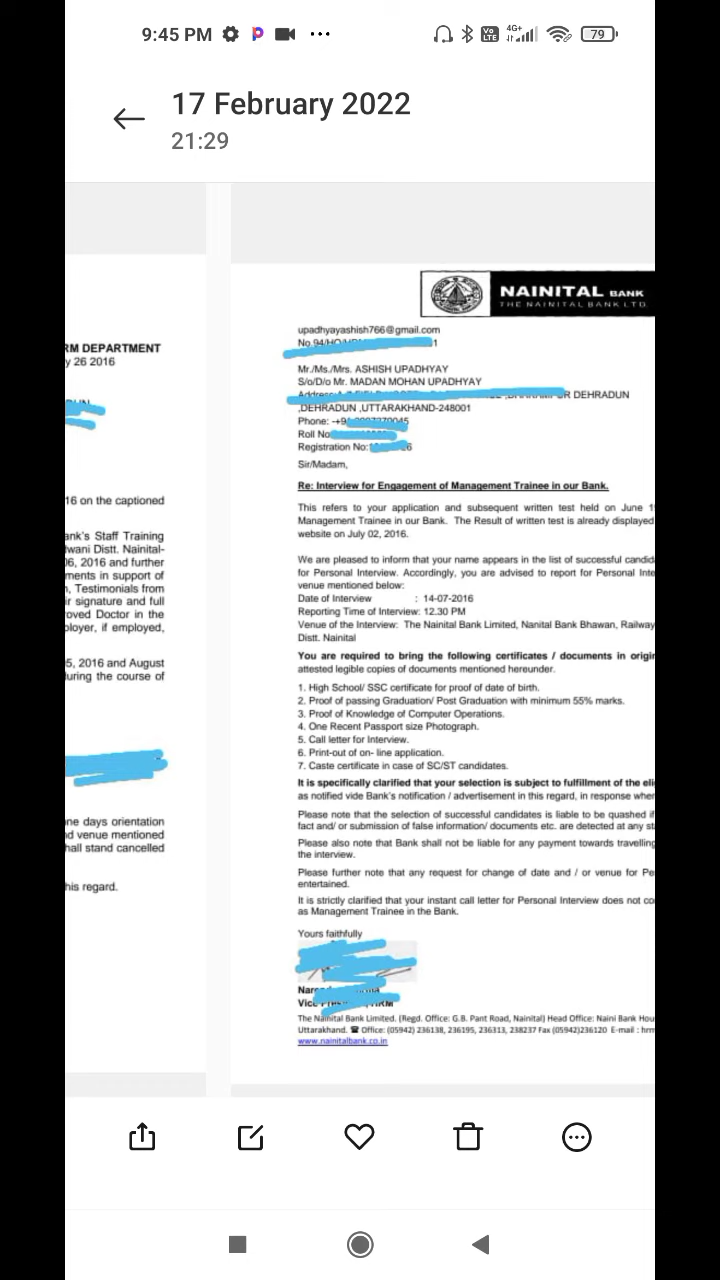 9:45 PM
VO LTE
4G+
79
17 February 2022
21:29
RM DEPARTMENT
y 26 2016
16 on the captioned
ank's Staff Training
lwani Distt. Nainital-
06, 2016 and further
ments in support of
n, Testimonials from
ir signature and full
roved Doctor in the
ployer, if employed,
5, 2016 and August
luring the course of
one days orientation
nd venue mentioned
hall stand cancelled
his regard.
NAINITAL BANK
THE NAINITAL BANK LTD.
upadhyayashish766@gmail.com
Mr./Ms./Mrs. ASHISH UPADHYAY
S/o/D/o Mr. MADAN MOHAN UPADHYAY
DEHRADUN
,DEHRADUN ,UTTARAKHAND-248001
Phone:
Roll No
Registration No:
Sir/Madam,
Re: Interview for Engagement of Management Trainee in our Bank.
This refers to your application and subsequent written test held on June 1
Management Trainee in our Bank. The Result of written test is already displayed
website on July 02, 2016.
We are pleased to inform that your name appears in the list of successful candid
for Personal Interview. Accordingly, you are advised to report for Personal Inte
venue mentioned below:
Date of Interview : 14-07-2016
Reporting Time of Interview: 12.30 PM
Venue of the Interview: The Nainital Bank Limited, Nanital Bank Bhawan, Railway
Distt. Nainital
You are required to bring the following certificates / documents in origin
attested legible copies of documents mentioned hereunder.
1. High School/ SSC certificate for proof of date of birth.
2. Proof of passing Graduation/ Post Graduation with minimum 55% marks.
3. Proof of Knowledge of Computer Operations.
4. One Recent Passport size Photograph.
5. Call letter for Interview.
6. Print-out of on- line application.
7. Caste certificate in case of SC/ST candidates.
It is specifically clarified that your selection is subject to fulfillment of the eli
as notified vide Bank's notification / advertisement in this regard, in response wher
Please note that the selection of successful candidates is liable to be quashed if
fact and/ or submission of false information/ documents etc. are detected at any st
Please also note that Bank shall not be liable for any payment towards travelling
the interview.
Please further note that any request for change of date and / or venue for Pe
entertained.
It is strictly clarified that your instant call letter for Personal Interview does not co
as Management Trainee in the Bank.
Yours faithfully
The Nainital Bank Limited. (Regd. Office: G.B. Pant Road, Nainital) Head Office: Naini Bank Hou
Uttarakhand. ☎ Office: (05942) 236138, 236195, 236313, 238237 Fax (05942)236120 E-mail : hrm
www.nainitalbank.co.in